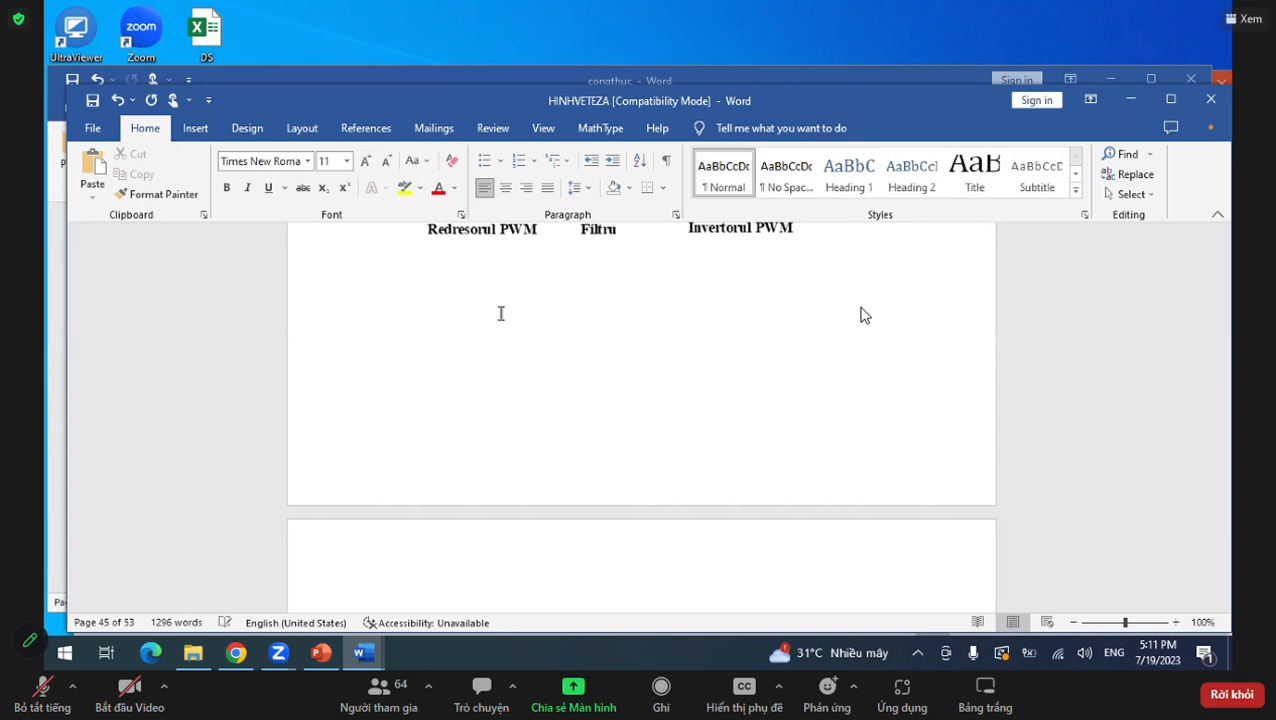 Xem
UltraViewer
zoom
Zoom
DS
congthuc - Word
Sign in
HINHVETEZA [Compatibility Mode] - Word
Sign in
File
Home
Insert
Design
Layout
References
Mailings
Review
View
MathType
Help
Tell me what you want to do
Paste
Cut
Copy
Format Painter
Clipboard
Times New Roma
11
Aa
Font
Paragraph
AaBbCcDc
¶ Normal
AaBbCcDc
¶ No Spac...
AaBbC
Heading 1
AaBbCcI
Heading 2
AaB
Title
AaBbCcD
Subtitle
Styles
Find
Replace
Select
Editing
Redresorul PWM
Filtru
Invertorul PWM
Page 45 of 53
1296 words
English (United States)
Accessibility: Unavailable
100%
31°C Nhiều mây
ENG
5:11 PM
7/19/2023
1
Bỏ tắt tiếng
Bắt đầu Video
64
Người tham gia
Trò chuyện
Chia sẻ Màn hình
Ghi
CC
Hiển thị phụ đề
Phản ứng
Ứng dụng
Bảng trắng
Rời khỏi